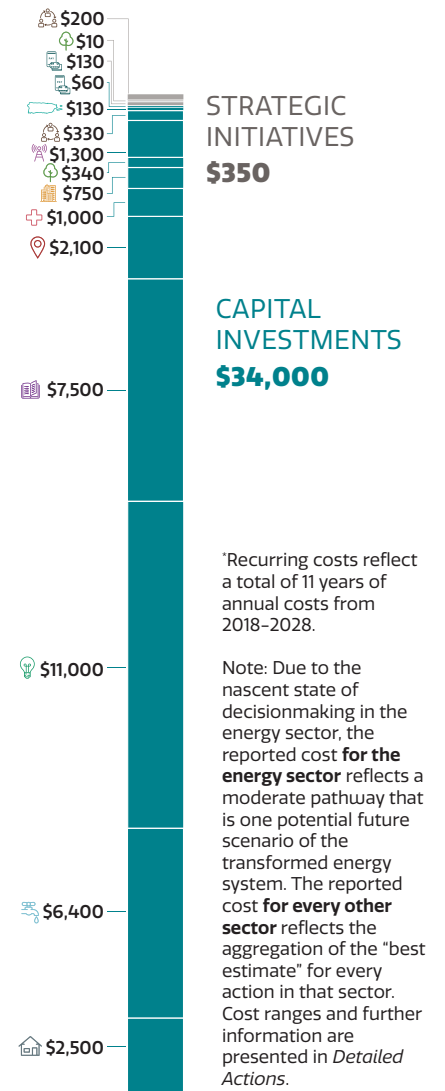 $200
$10
$130
$60
$130
$330
$1,300
$340
$750
$1,000
$2,100
$7,500
$11,000
$6,400
$2,500
STRATEGIC
INITIATIVES
$350
CAPITAL
INVESTMENTS
$34,000
*Recurring costs reflect
a total of 11 years of
annual costs from
2018–2028.
Note: Due to the
nascent state of
decisionmaking in the
energy sector, the
reported cost for the
energy sector reflects a
moderate pathway that
is one potential future
scenario of the
transformed energy
system. The reported
cost for every other
sector reflects the
aggregation of the “best
estimate” for every
action in that sector.
Cost ranges and further
information are
presented in Detailed
Actions.